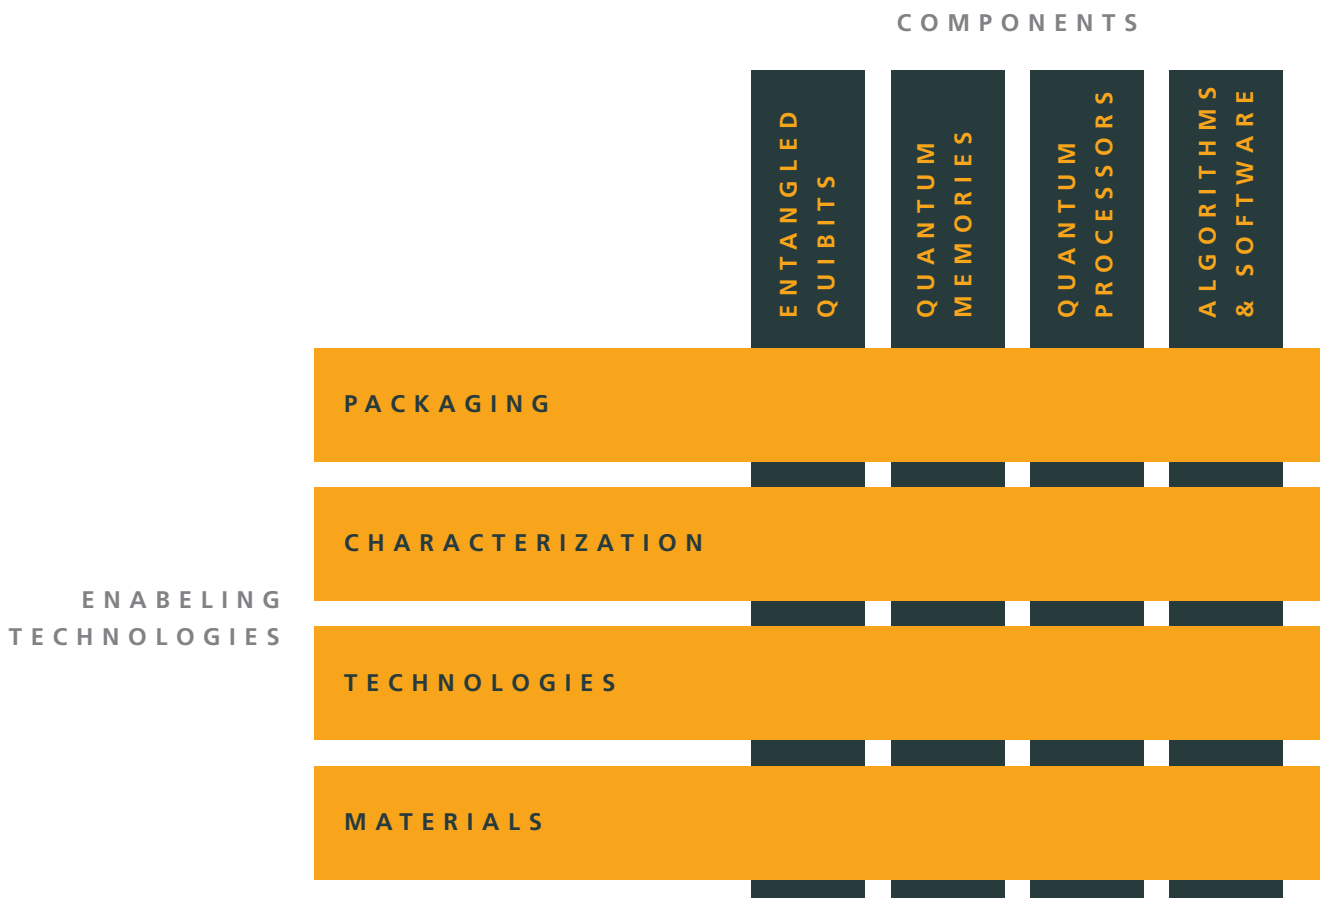 COMPONENTS
ENTANGLED
QUIBITS
QUANTUM
MEMORIES
QUANTUM
PROCESSORS
ALGORITHMS
& SOFTWARE
PACKAGING
CHARACTERIZATION
ENABELING
TECHNOLOGIES
TECHNOLOGIES
MATERIALS